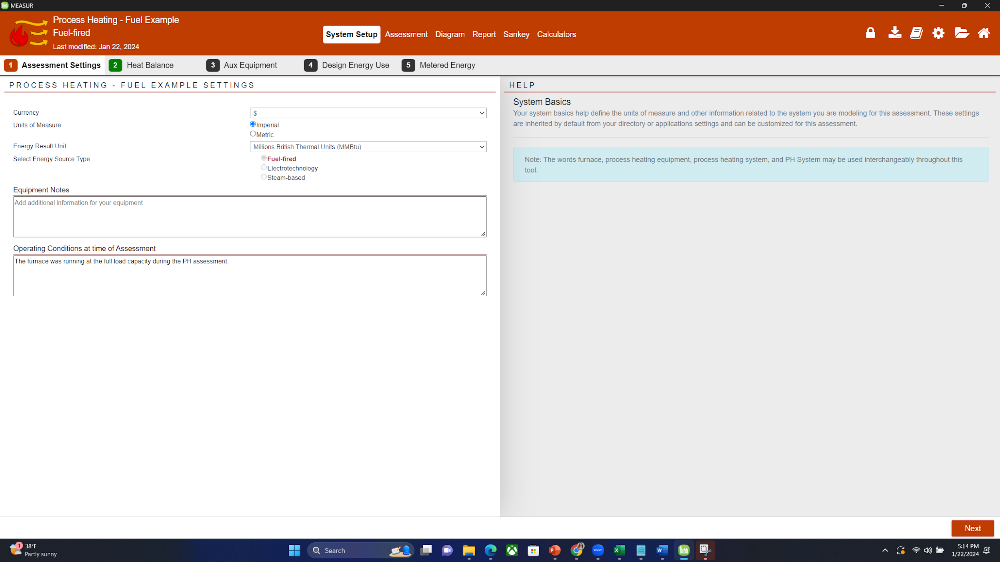 MEASUR
Process Heating - Fuel Example
Fuel-fired
Last modified: Jan 22, 2024
System Setup Assessment Diagram Report Sankey Calculators
1 Assessment Settings 2 Heat Balance 3 Aux Equipment 4 Design Energy Use 5 Metered Energy
PROCESS HEATING - FUEL EXAMPLE SETTINGS
Currency $
Units of Measure Imperial
Metric
Energy Result Unit Millions British Thermal Units (MMBtu)
Select Energy Source Type Fuel-fired
Electrotechnology
Steam-based
Equipment Notes
Add additional information for your equipment
Operating Conditions at time of Assessment
The furnace was running at the full load capacity during the PH assessment.
HELP
System Basics
Your system basics help define the units of measure and other information related to the system you are modeling for this assessment. These settings
are inherited by default from your directory or applications settings and can be customized for this assessment.
Note: The words furnace, process heating equipment, process heating system, and PH System may be used interchangeably throughout this
tool.
Next
1 38°F
Partly sunny
Search
P
zoom
X
W
5:14 PM
1/22/2024